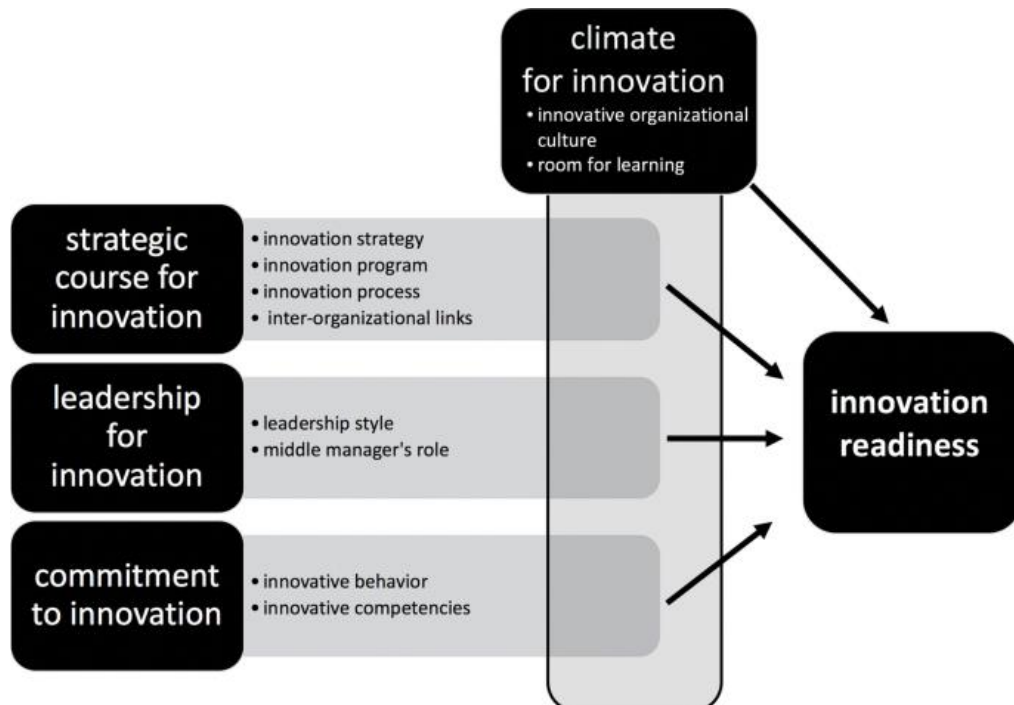 climate
for innovation
• innovative organizational
culture
• room for learning
strategic
course for
innovation
• innovation strategy
• innovation program
• innovation process
• inter-organizational links
leadership
for
innovation
• leadership style
• middle manager's role
commitment
to innovation
• innovative behavior
• innovative competencies
innovation
readiness